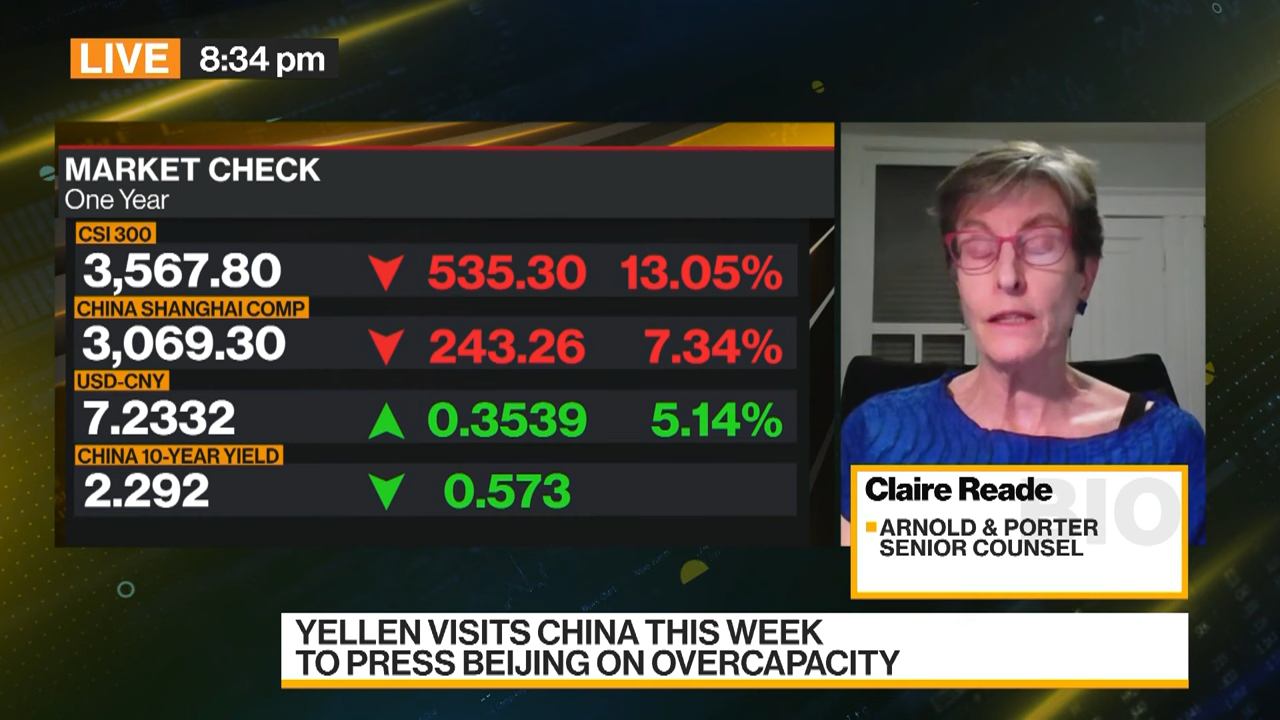 LIVE 8:34 pm
MARKET CHECK
One Year
CSI 300
3,567.80 ▼ 535.30 13.05%
CHINA SHANGHAI COMP
3,069.30 ▼ 243.26 7.34%
USD-CNY
7.2332 ▲ 0.3539 5.14%
CHINA 10-YEAR YIELD
2.292 ▼ 0.573
BIO
Claire Reade
ARNOLD & PORTER
SENIOR COUNSEL
YELLEN VISITS CHINA THIS WEEK
TO PRESS BEIJING ON OVERCAPACITY